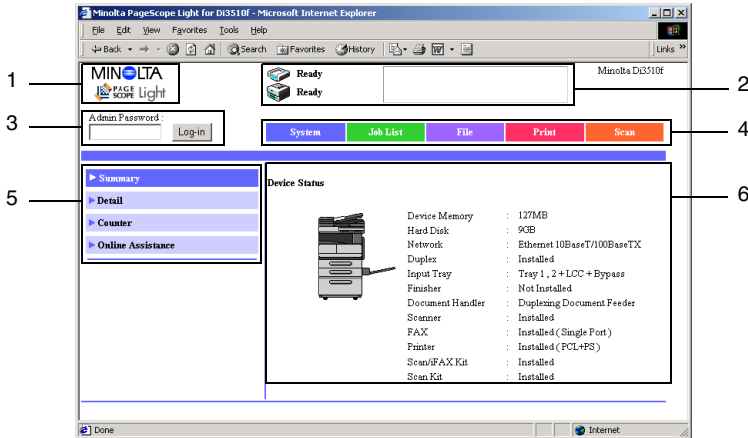 Minolta PageScope Light for Di3510f - Microsoft Internet Explorer
File Edit View Favorites Tools Help
Back Search Favorites History Links »
1
MINOLTA
PAGE SCOPE Light
Ready
Ready
Minolta Di3510f
2
3
Admin Password :
Log-in
System Job List File Print Scan
4
5
Summary
Detail
Counter
Online Assistance
6
Device Status
Device Memory : 127MB
Hard Disk : 9GB
Network : Ethernet 10BaseT/100BaseTX
Duplex : Installed
Input Tray : Tray 1 , 2 + LCC + Bypass
Finisher : Not Installed
Document Handler : Duplexing Document Feeder
Scanner : Installed
FAX : Installed ( Single Port )
Printer : Installed ( PCL+PS )
Scan/iFAX Kit : Installed
Scan Kit : Installed
Done Internet